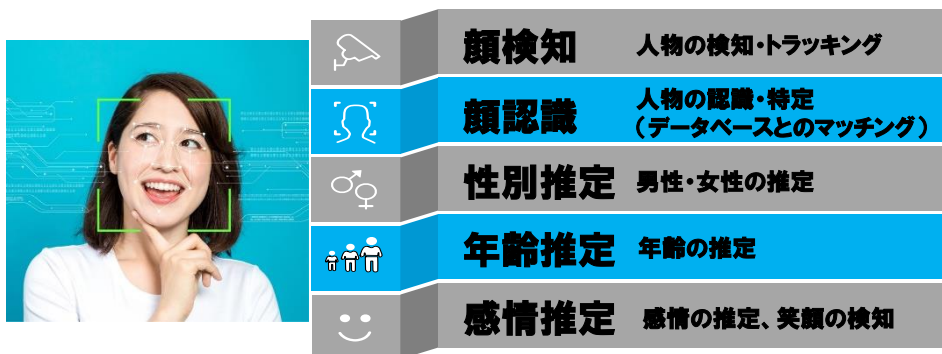 顔検知
人物の検知・トラッキング
顔認識
人物の認識・特定
（データベースとのマッチング）
性別推定
男性・女性の推定
年齢推定
年齢の推定
感情推定
感情の推定、笑顔の検知